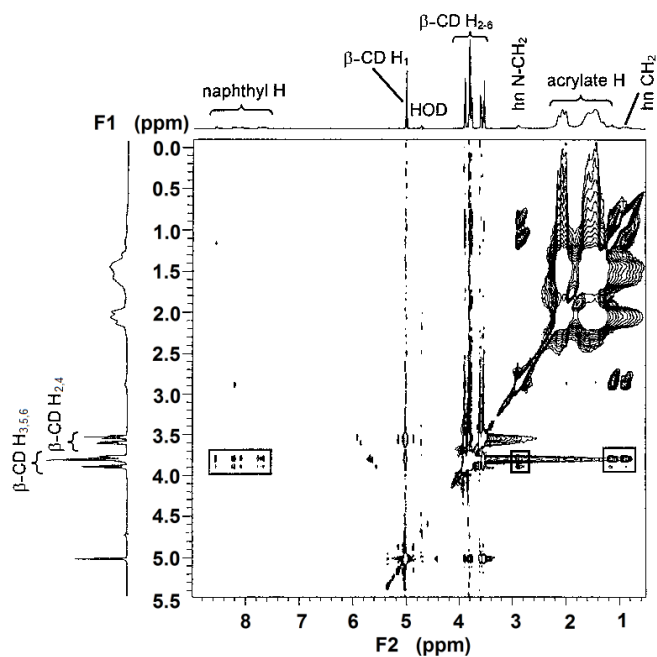 β-CD H2-6
β-CD H1
hn N-CH2
acrylate H
hn CH2
naphthyl H
HOD
F1 (ppm)
0.0
0.5
1.0
1.5
2.0
2.5
3.0
3.5
4.0
4.5
5.0
5.5
β-CD H3,5,6
β-CD H2,4
8 7 6 5 4 3 2 1
F2 (ppm)